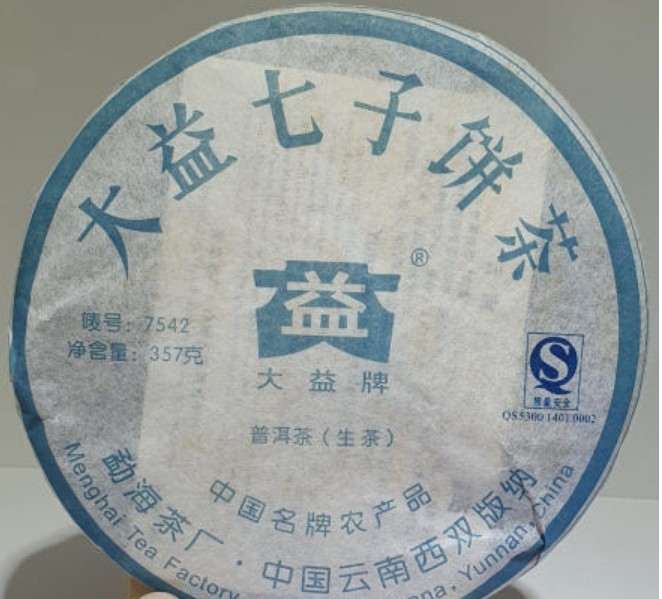 大益七子饼茶
®
益
大益牌
唛号：7542
净含量：357克
普洱茶（生茶）
S
质量安全
QS5300 1401 0002
中国名牌农产品
勐海茶厂·中国云南西双版纳
Menghai Tea Factory
na, Yunnan, China